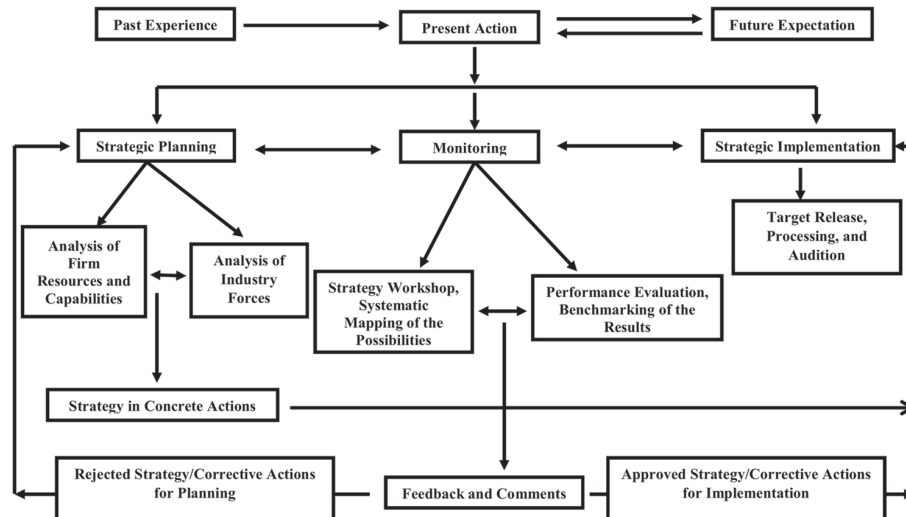 Past Experience
Present Action
Future Expectation
Strategic Planning
Monitoring
Strategic Implementation
Analysis of
Firm
Resources and
Capabilities
Analysis of
Industry
Forces
Strategy Workshop,
Systematic
Mapping of the
Possibilities
Performance Evaluation,
Benchmarking of the
Results
Target Release,
Processing, and
Audition
Strategy in Concrete Actions
Rejected Strategy/Corrective Actions
for Planning
Feedback and Comments
Approved Strategy/Corrective Actions
for Implementation